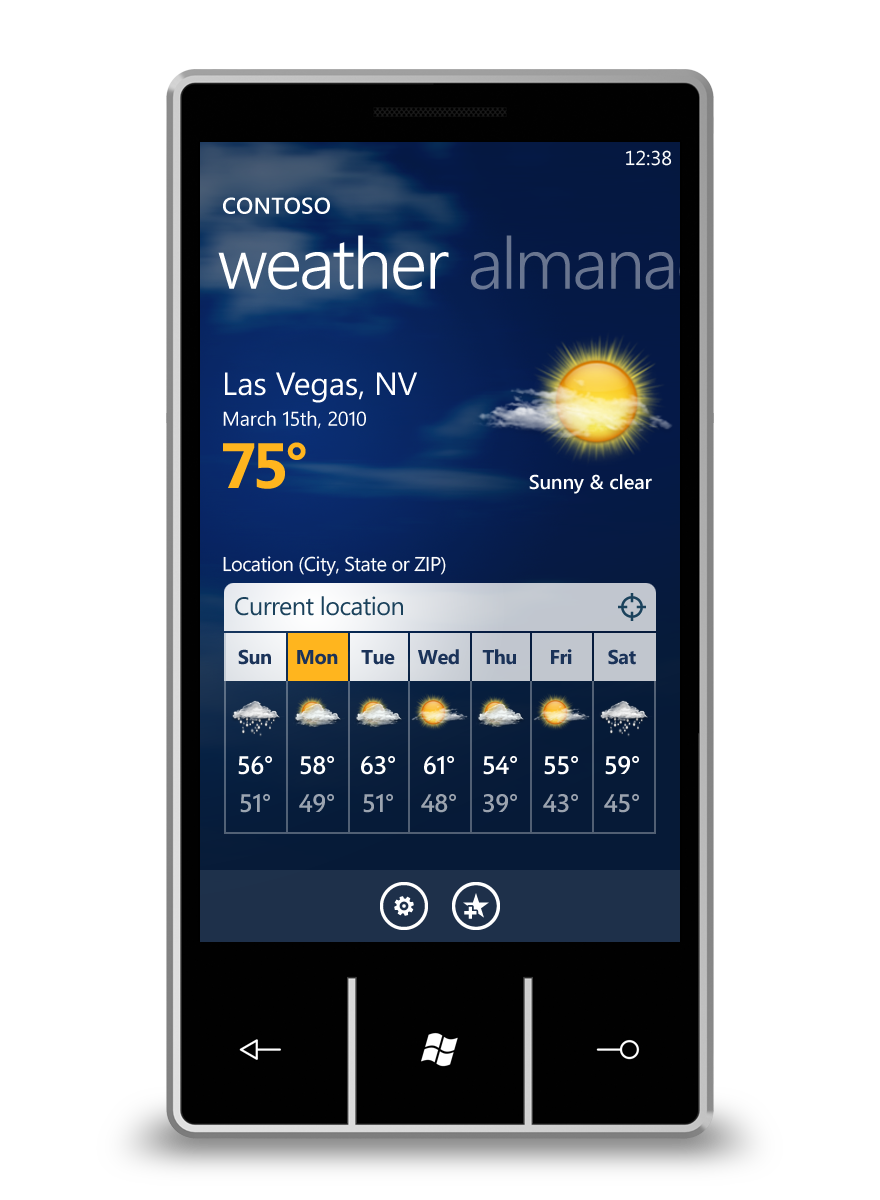 12:38
CONTOSO
weather almana
Las Vegas, NV
March 15th, 2010
75°
Sunny & clear
Location (City, State or ZIP)
Current location
Sun Mon Tue Wed Thu Fri Sat
56° 58° 63° 61° 54° 55° 59°
51° 49° 51° 48° 39° 43° 45°